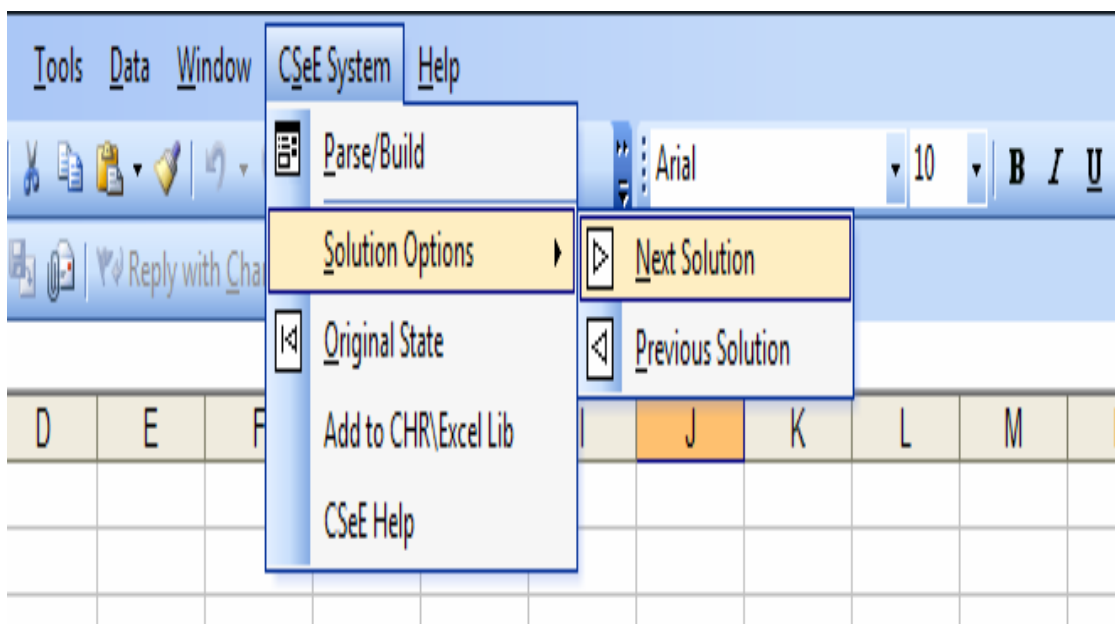 Tools Data Window CSeE System Help
Parse/Build
Arial 10 B I U
Solution Options
Next Solution
Reply with Cha
Original State
Previous Solution
D E F I J K L M
Add to CHR\Excel Lib
CSeE Help